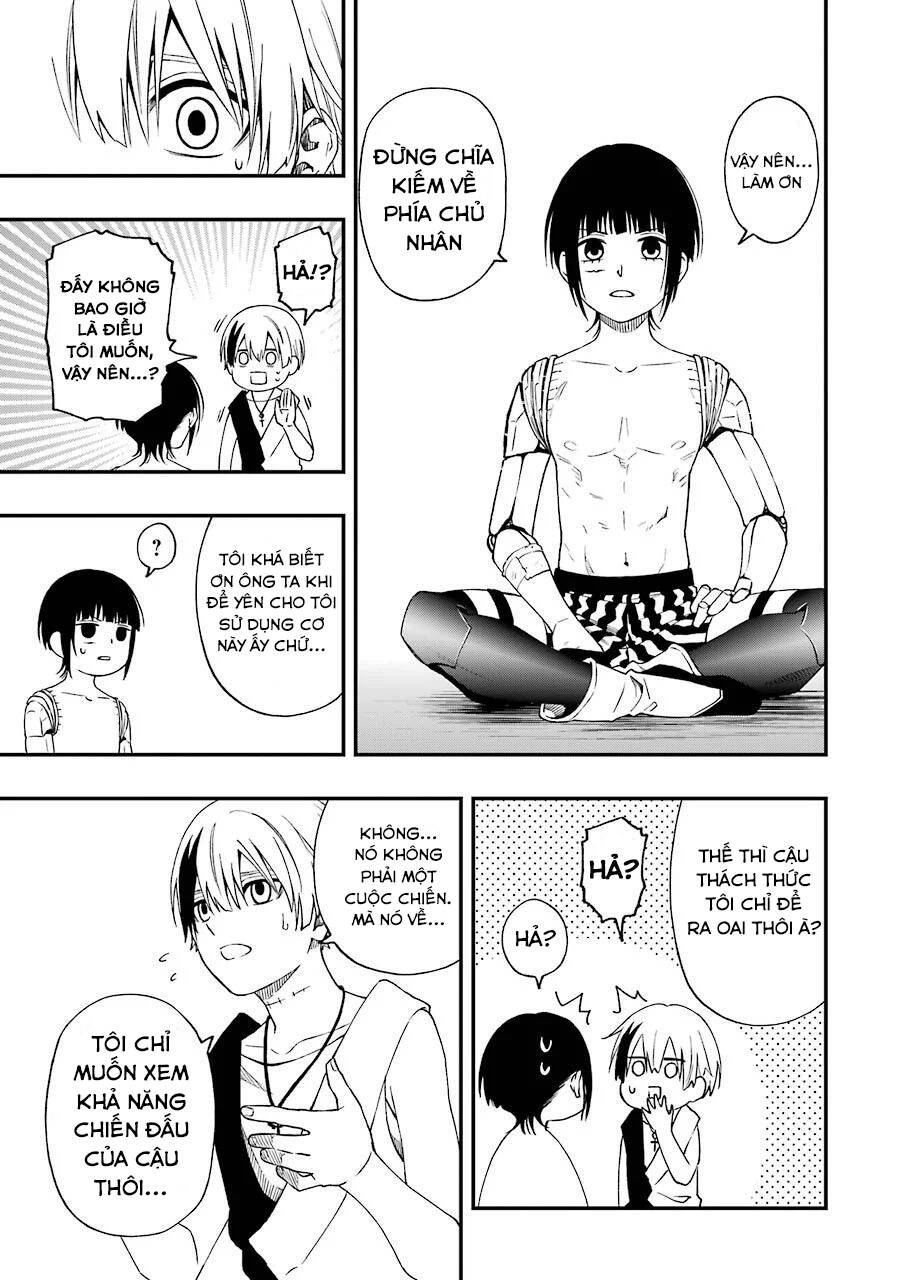 VẬY NÊN...
LÀM ƠN
ĐỪNG CHĨA
KIẾM VỀ
PHÍA CHỦ
NHÂN
HẢ!?
ĐẤY KHÔNG
BAO GIỜ
LÀ ĐIỀU
TÔI MUỐN,
VẬY NÊN...?
TÔI KHÁ BIẾT
ƠN ÔNG TA KHI
ĐỂ YÊN CHO TÔI
SỬ DỤNG CƠ
NÀY ẤY CHỨ...
?
THẾ THÌ CẬU
THÁCH THỨC
TÔI CHỈ ĐỂ
RA OAI THÔI À?
HẢ?
HẢ?
KHÔNG...
NÓ KHÔNG
PHẢI MỘT
CUỘC CHIẾN.
MÀ NÓ VỀ...
TÔI CHỈ
MUỐN XEM
KHẢ NĂNG
CHIẾN ĐẤU
CỦA CẬU
THÔI...